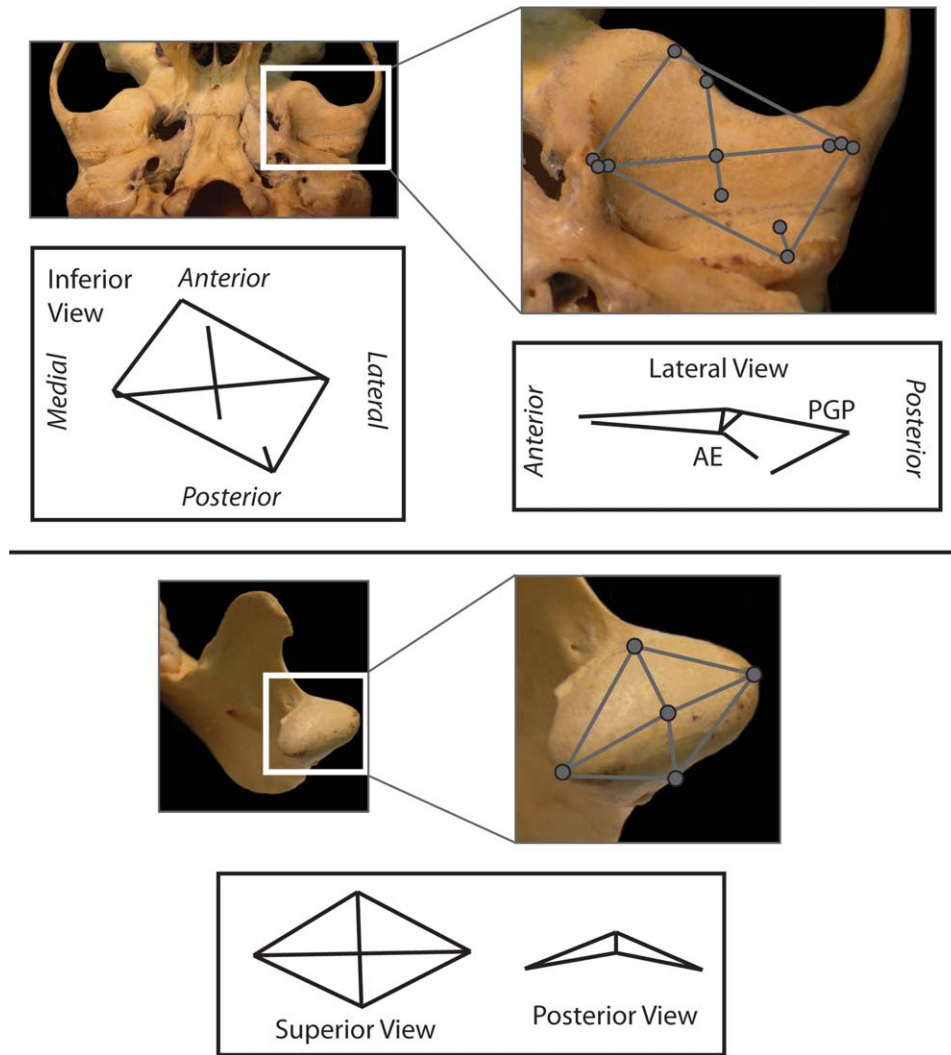 Inferior
View
Anterior
Medial
Lateral
Posterior
Lateral View
Anterior
PGP
AE
Posterior
Superior View
Posterior View